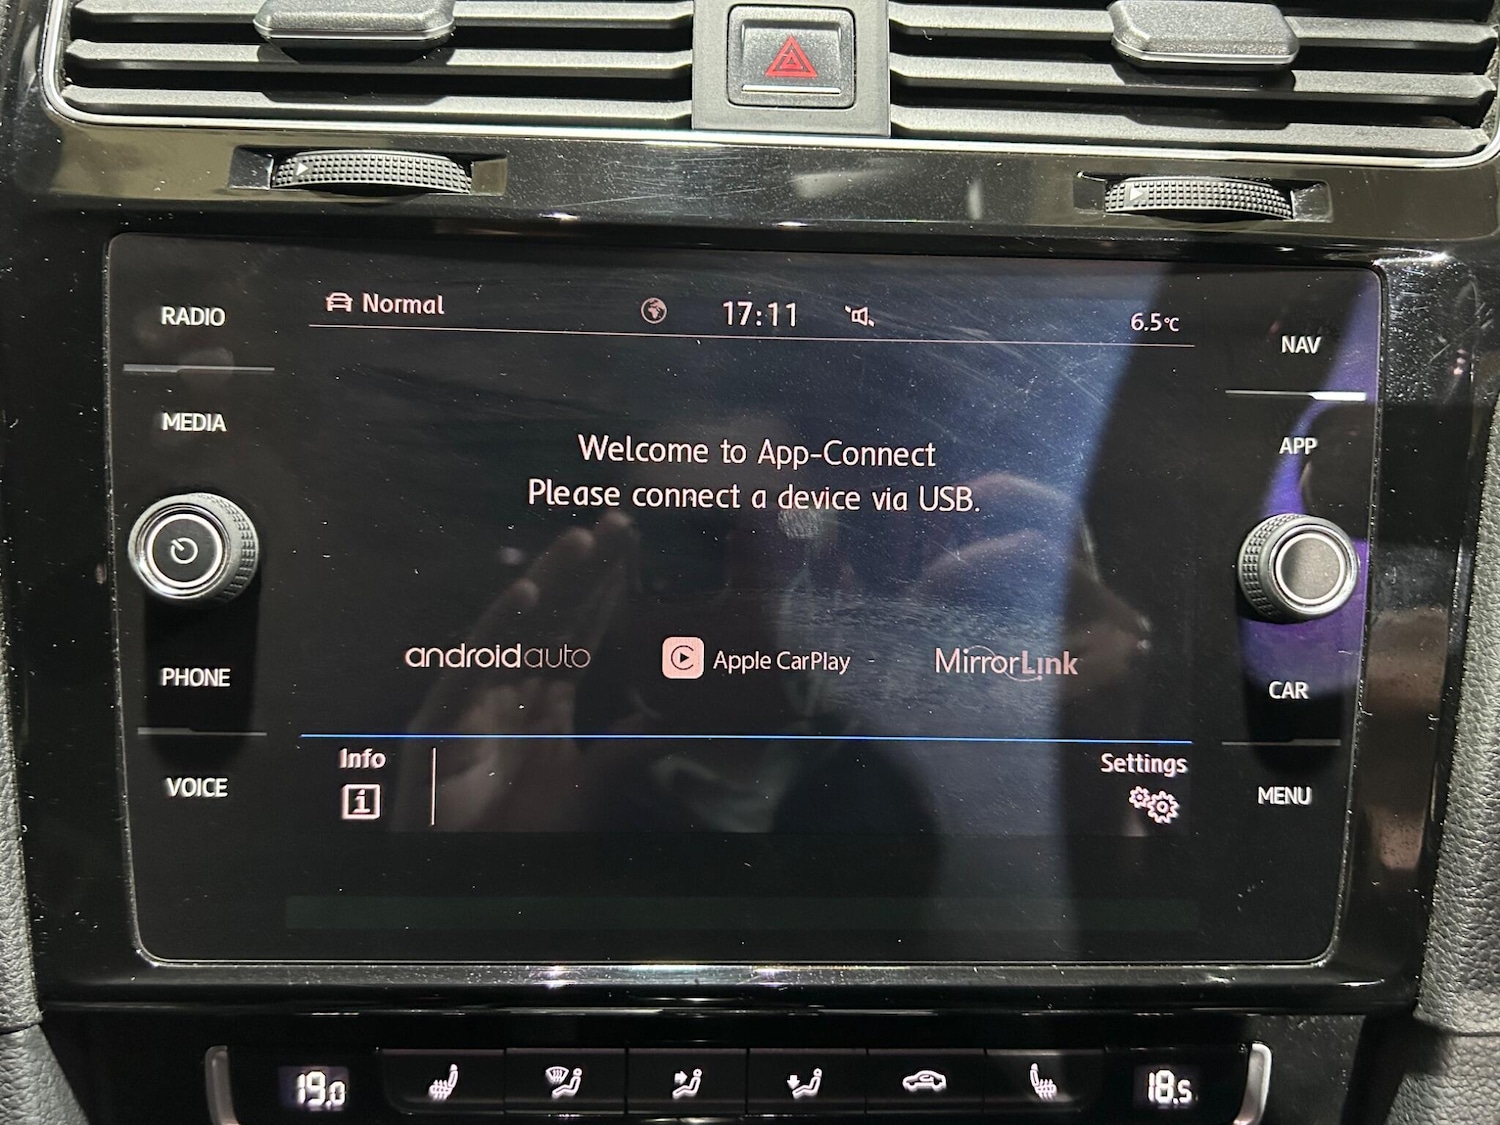 RADIO
MEDIA
PHONE
VOICE
Normal
17:11
6.5°C
Welcome to App-Connect
Please connect a device via USB.
androidauto
Apple CarPlay
MirrorLink
Info
i
Settings
NAV
APP
CAR
MENU
19.0
18.5